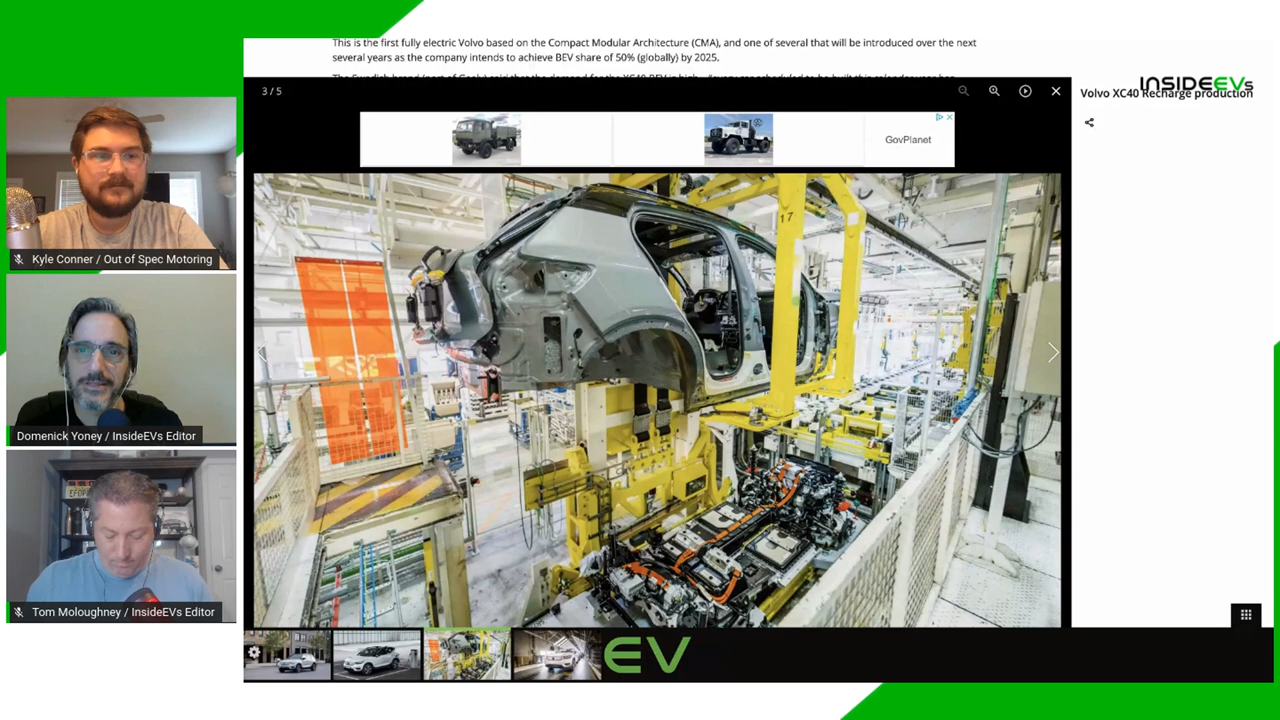 This is the first fully electric Volvo based on the Compact Modular Architecture (CMA), and one of several that will be introduced over the next
several years as the company intends to achieve BEV share of 50% (globally) by 2025.
3 / 5
INSIDEEVs
Volvo XC40 Recharge production
GovPlanet
17
Kyle Conner / Out of Spec Motoring
Domenick Yoney / InsideEVs Editor
Tom Moloughney / InsideEVs Editor
EV